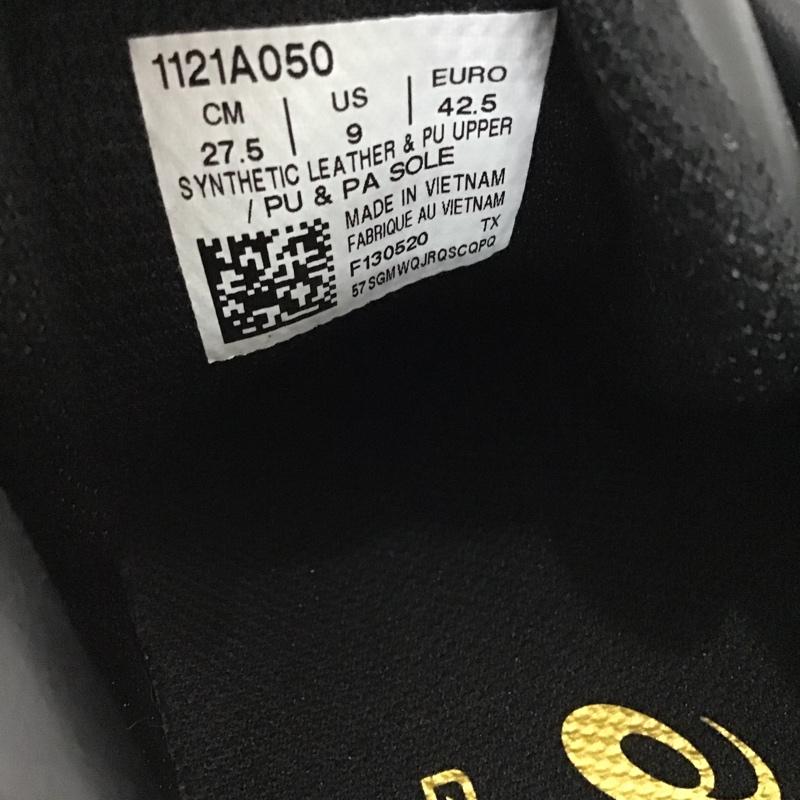 1121A050
CM | US | EURO
27.5 | 9 | 42.5
SYNTHETIC LEATHER & PU UPPER
/ PU & PA SOLE
MADE IN VIETNAM
FABRIQUE AU VIETNAM
TX
F130520
57SGMWQJRQSCQPQ